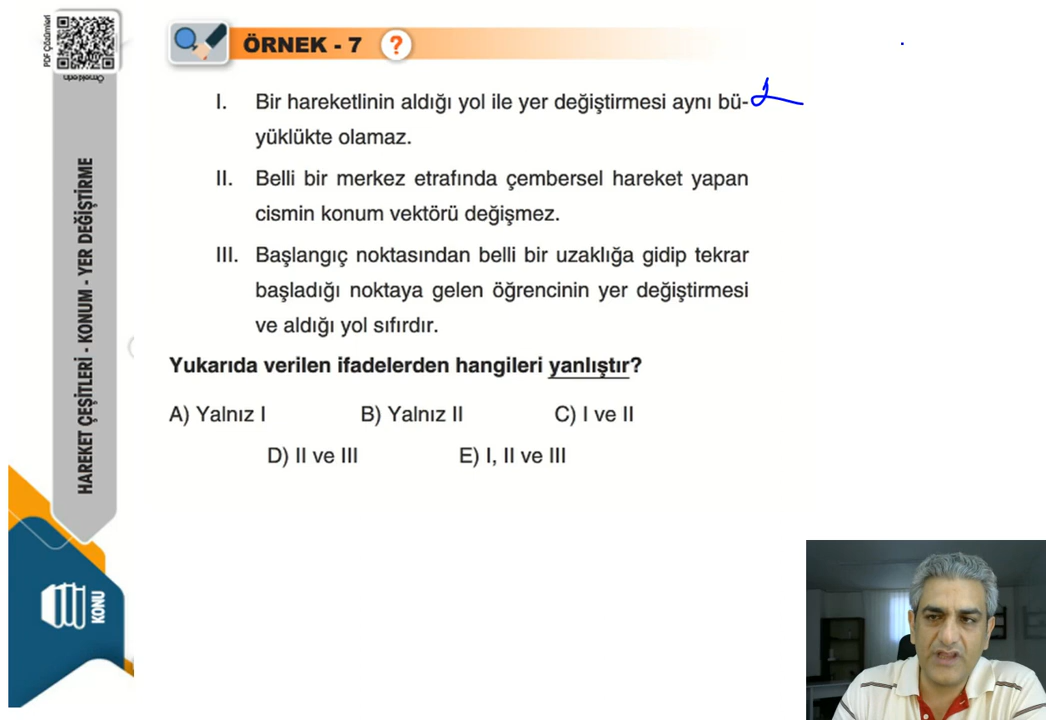 PDF Çözümleri
Örneklerin
ÖRNEK - 7 ?
I. Bir hareketlinin aldığı yol ile yer değiştirmesi aynı bü-
yüklükte olamaz.
II. Belli bir merkez etrafında çembersel hareket yapan
cismin konum vektörü değişmez.
III. Başlangıç noktasından belli bir uzaklığa gidip tekrar
başladığı noktaya gelen öğrencinin yer değiştirmesi
ve aldığı yol sıfırdır.
Yukarıda verilen ifadelerden hangileri yanlıştır?
A) Yalnız I B) Yalnız II C) I ve II
D) II ve III E) I, II ve III
HAREKET ÇEŞİTLERİ - KONUM - YER DEĞİŞTİRME
KONU